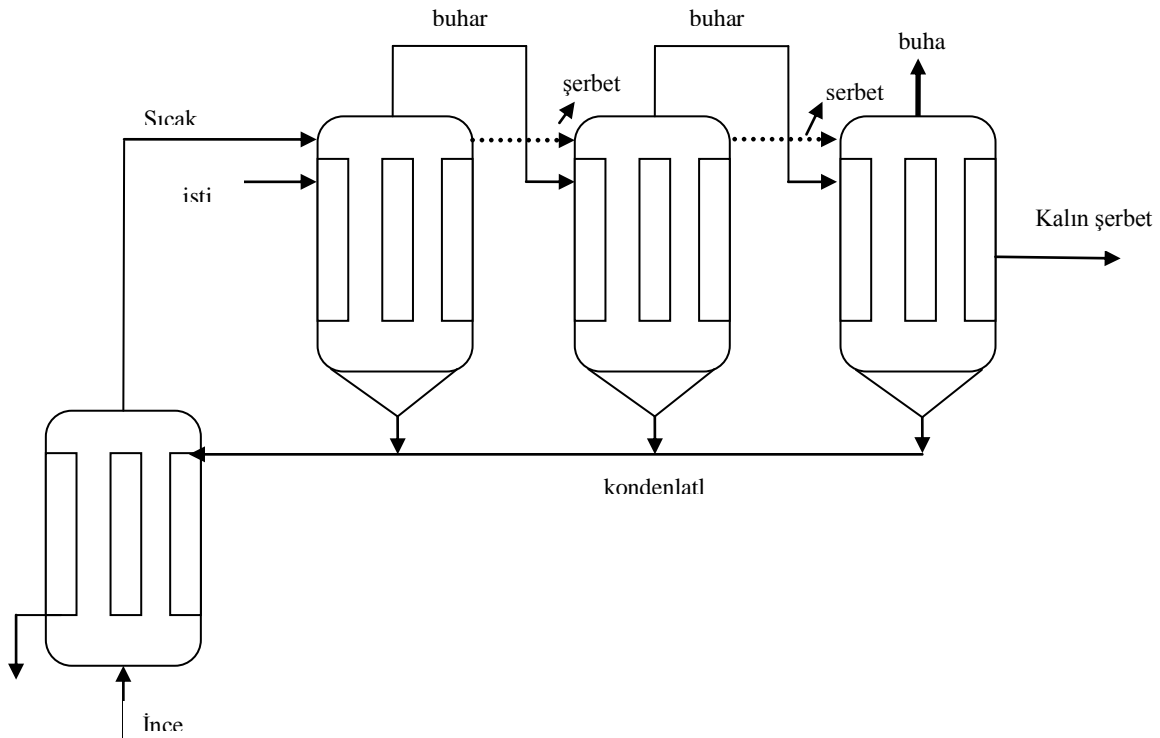 buhar
buhar
buha
şerbet
serbet
Sıcak
isti
Kalın şerbet
kondenlatl
İnce